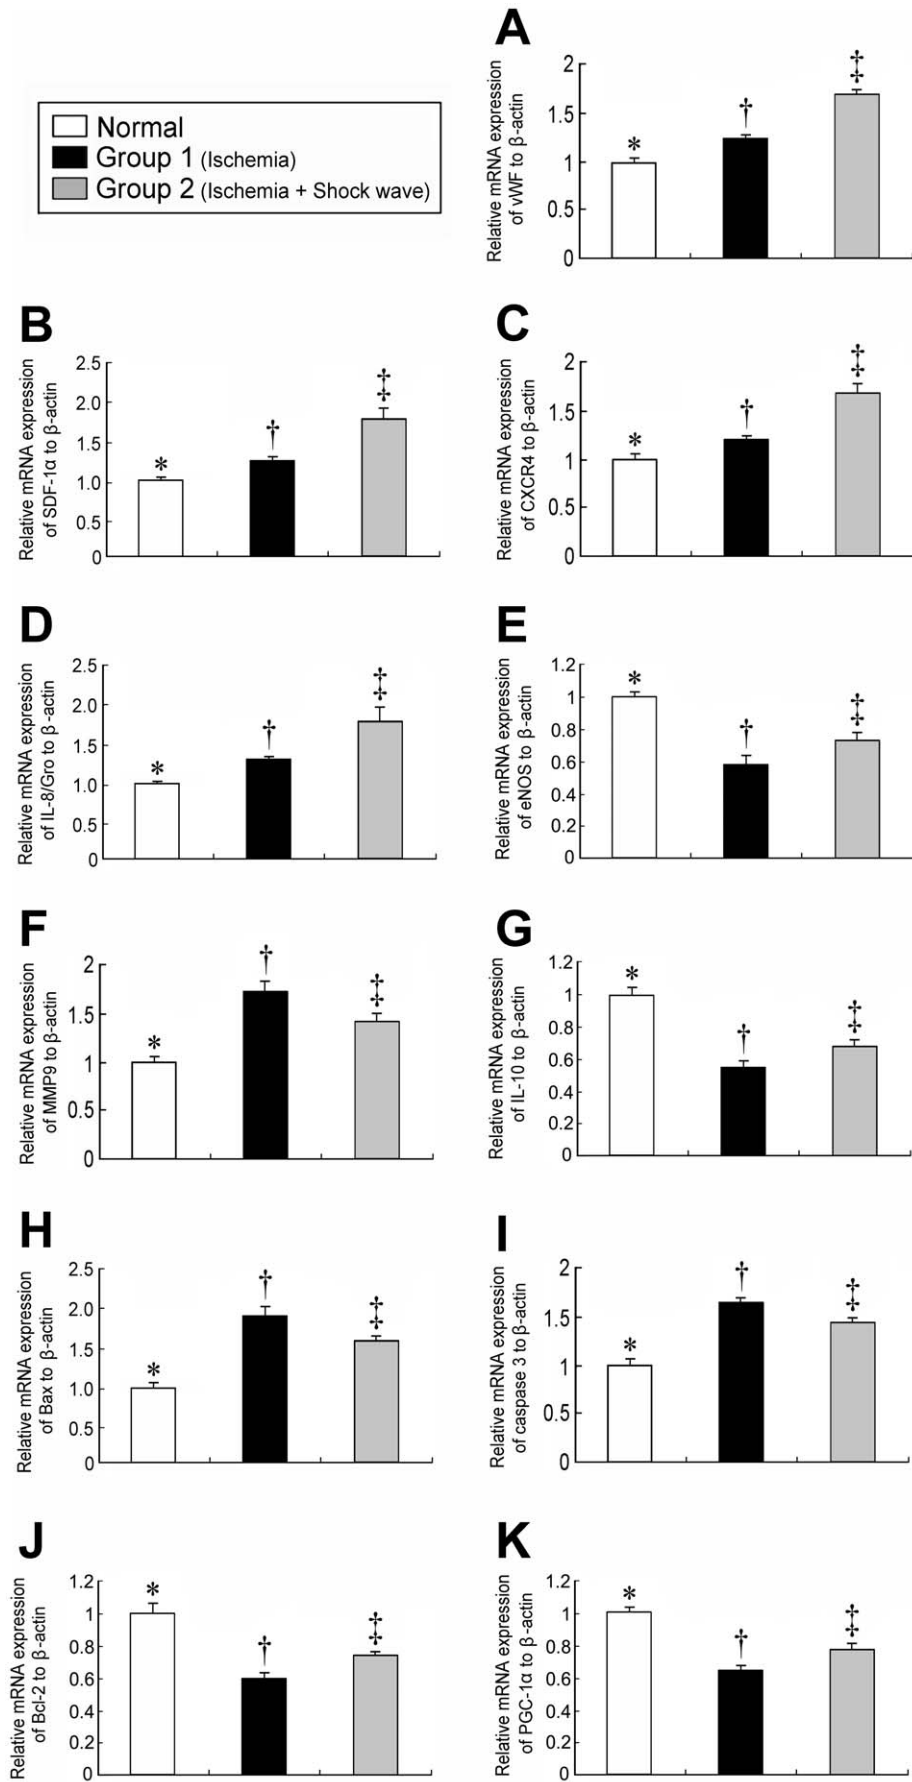 A
Normal
Group 1 (Ischemia)
Group 2 (Ischemia + Shock wave)
Relative mRNA expression
of vWF to β-actin
2
1.5
1
0.5
0
*
†
‡
B
Relative mRNA expression
of SDF-1α to β-actin
2.5
2.0
1.5
1.0
0.5
0
*
†
‡
C
Relative mRNA expression
of CXCR4 to β-actin
2
1.5
1
0.5
0
*
†
‡
D
Relative mRNA expression
of IL-8/Gro to β-actin
2.5
2.0
1.5
1.0
0.5
0
*
†
‡
E
Relative mRNA expression
of eNOS to β-actin
1.2
1
0.8
0.6
0.4
0.2
0
*
†
‡
F
Relative mRNA expression
of MMP9 to β-actin
2
1.5
1
0.5
0
*
†
‡
G
Relative mRNA expression
of IL-10 to β-actin
1.2
1
0.8
0.6
0.4
0.2
0
*
†
‡
H
Relative mRNA expression
of Bax to β-actin
2.5
2.0
1.5
1.0
0.5
0
*
†
‡
I
Relative mRNA expression
of caspase 3 to β-actin
2
1.5
1
0.5
0
*
†
‡
J
Relative mRNA expression
of Bcl-2 to β-actin
1.2
1
0.8
0.6
0.4
0.2
0
*
†
‡
K
Relative mRNA expression
of PGC-1α to β-actin
1.2
1
0.8
0.6
0.4
0.2
0
*
†
‡